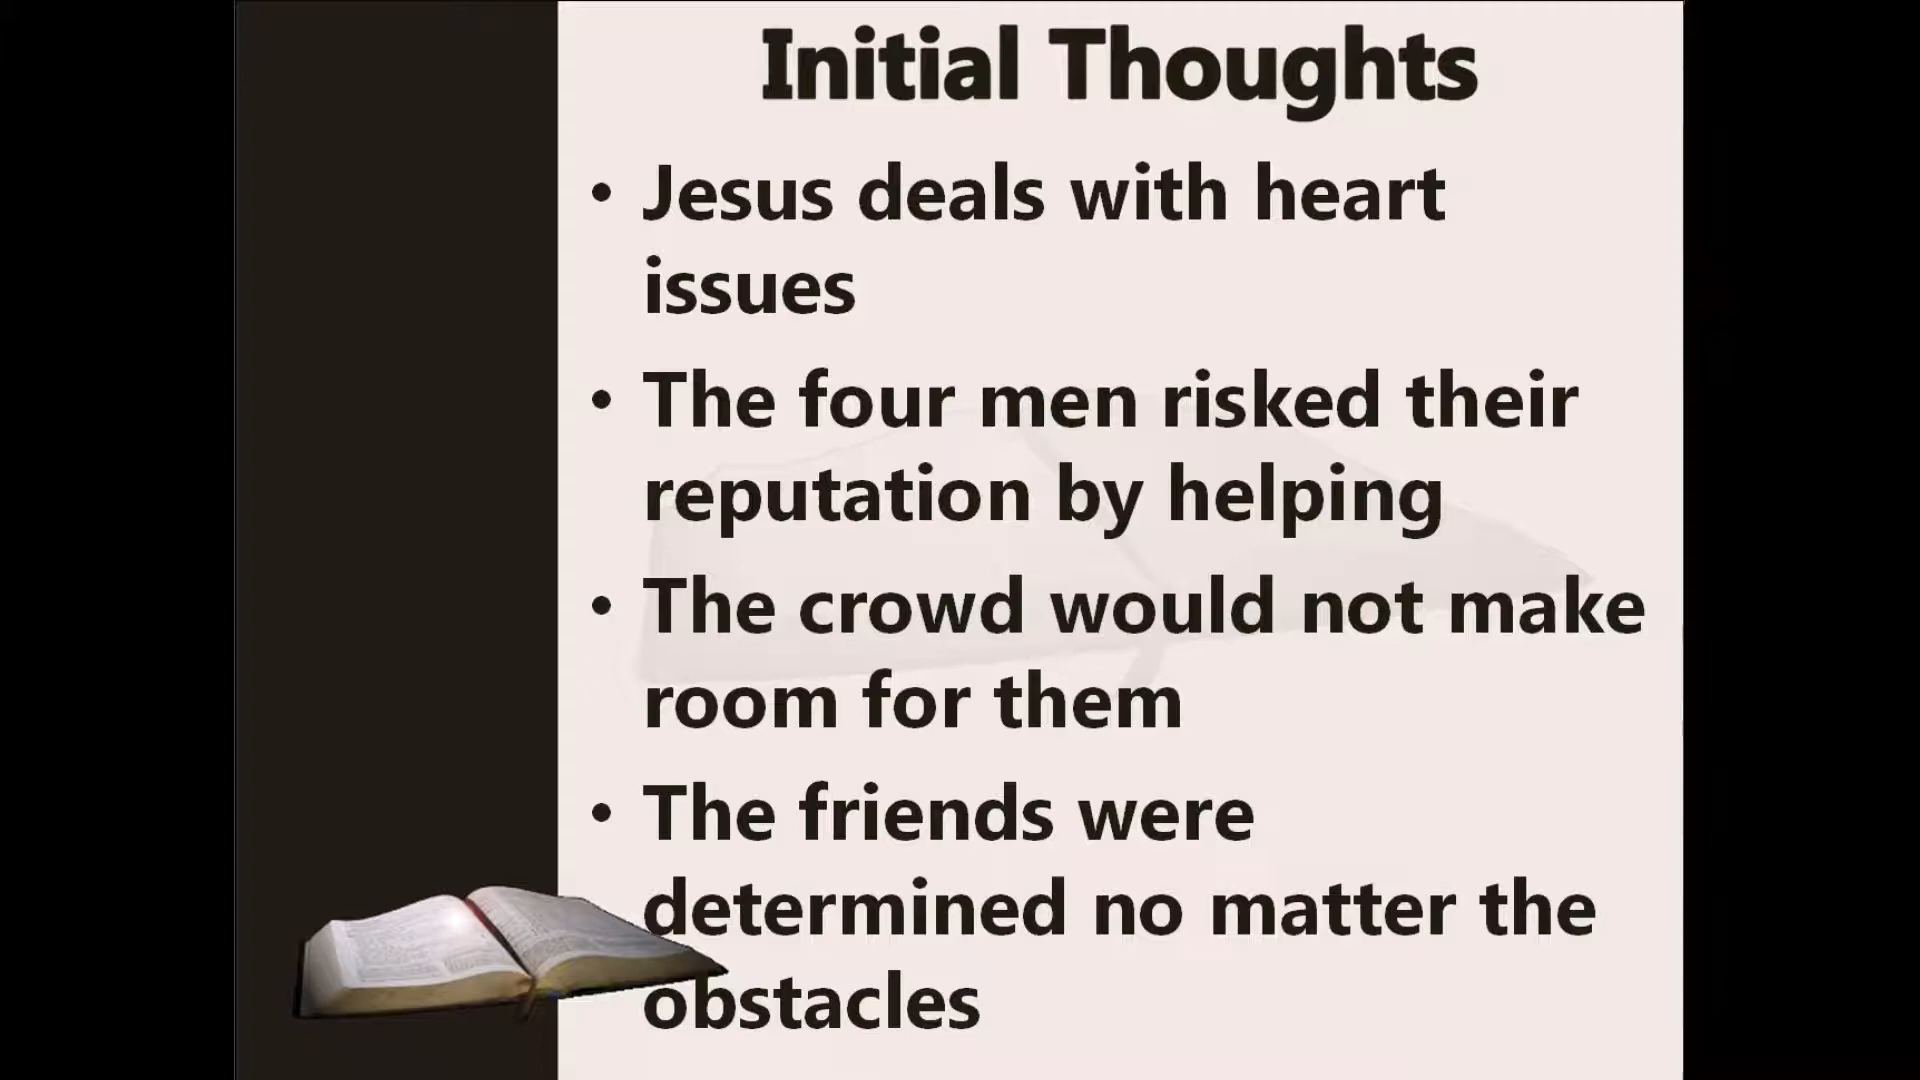 Initial Thoughts
• Jesus deals with heart
issues
• The four men risked their
reputation by helping
• The crowd would not make
room for them
• The friends were
determined no matter the
obstacles